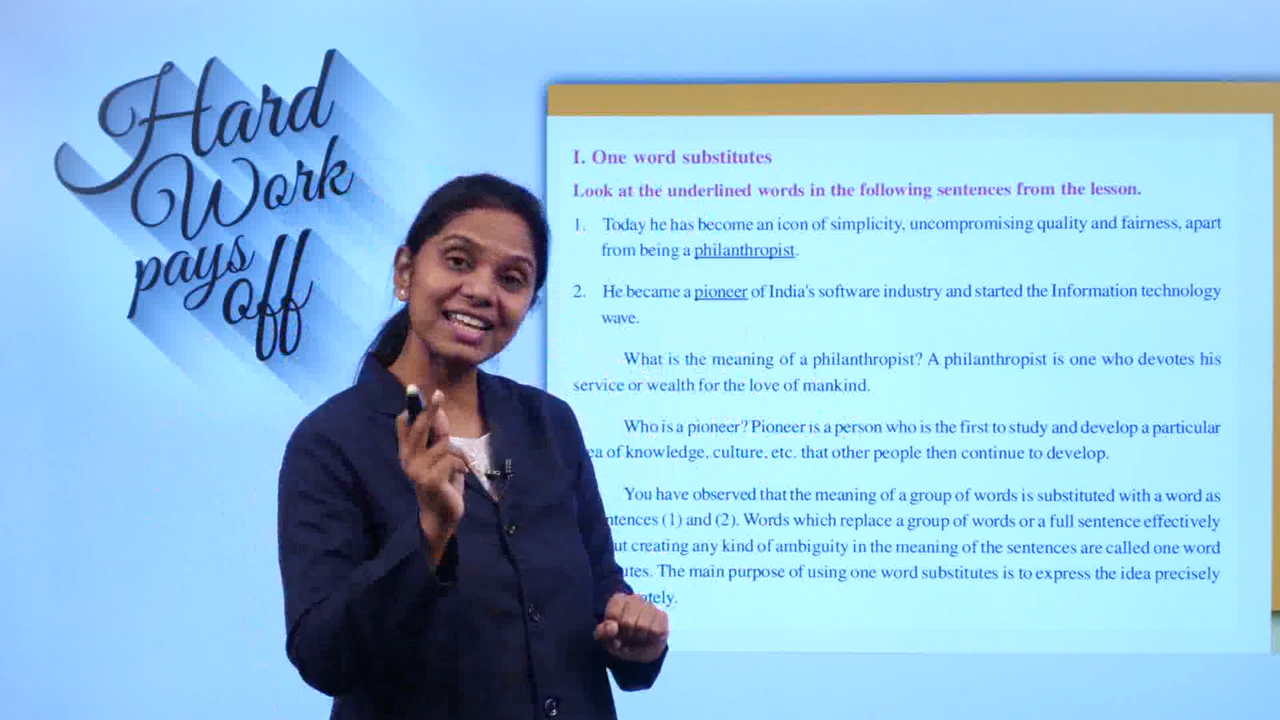 Hard
Work
pays
off
I. One word substitutes
Look at the underlined words in the following sentences from the lesson.
1. Today he has become an icon of simplicity, uncompromising quality and fairness, apart
from being a philanthropist.
2. He became a pioneer of India's software industry and started the Information technology
wave.
What is the meaning of a philanthropist? A philanthropist is one who devotes his
service or wealth for the love of mankind.
Who is a pioneer? Pioneer is a person who is the first to study and develop a particular
of knowledge, culture, etc. that other people then continue to develop.
You have observed that the meaning of a group of words is substituted with a word as
(1) and (2). Words which replace a group of words or a full sentence effectively
creating any kind of ambiguity in the meaning of the sentences are called one word
The main purpose of using one word substitutes is to express the idea precisely